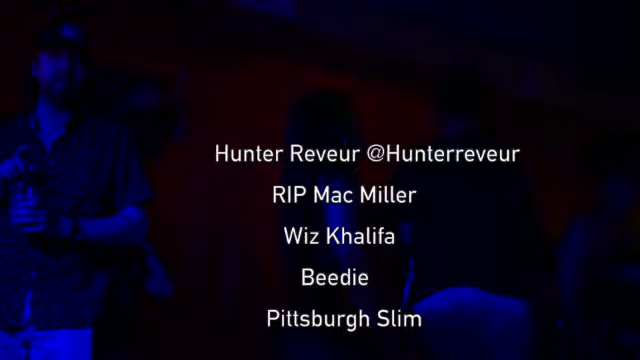 Hunter Reveur @Hunterreveur
RIP Mac Miller
Wiz Khalifa
Beedie
Pittsburgh Slim